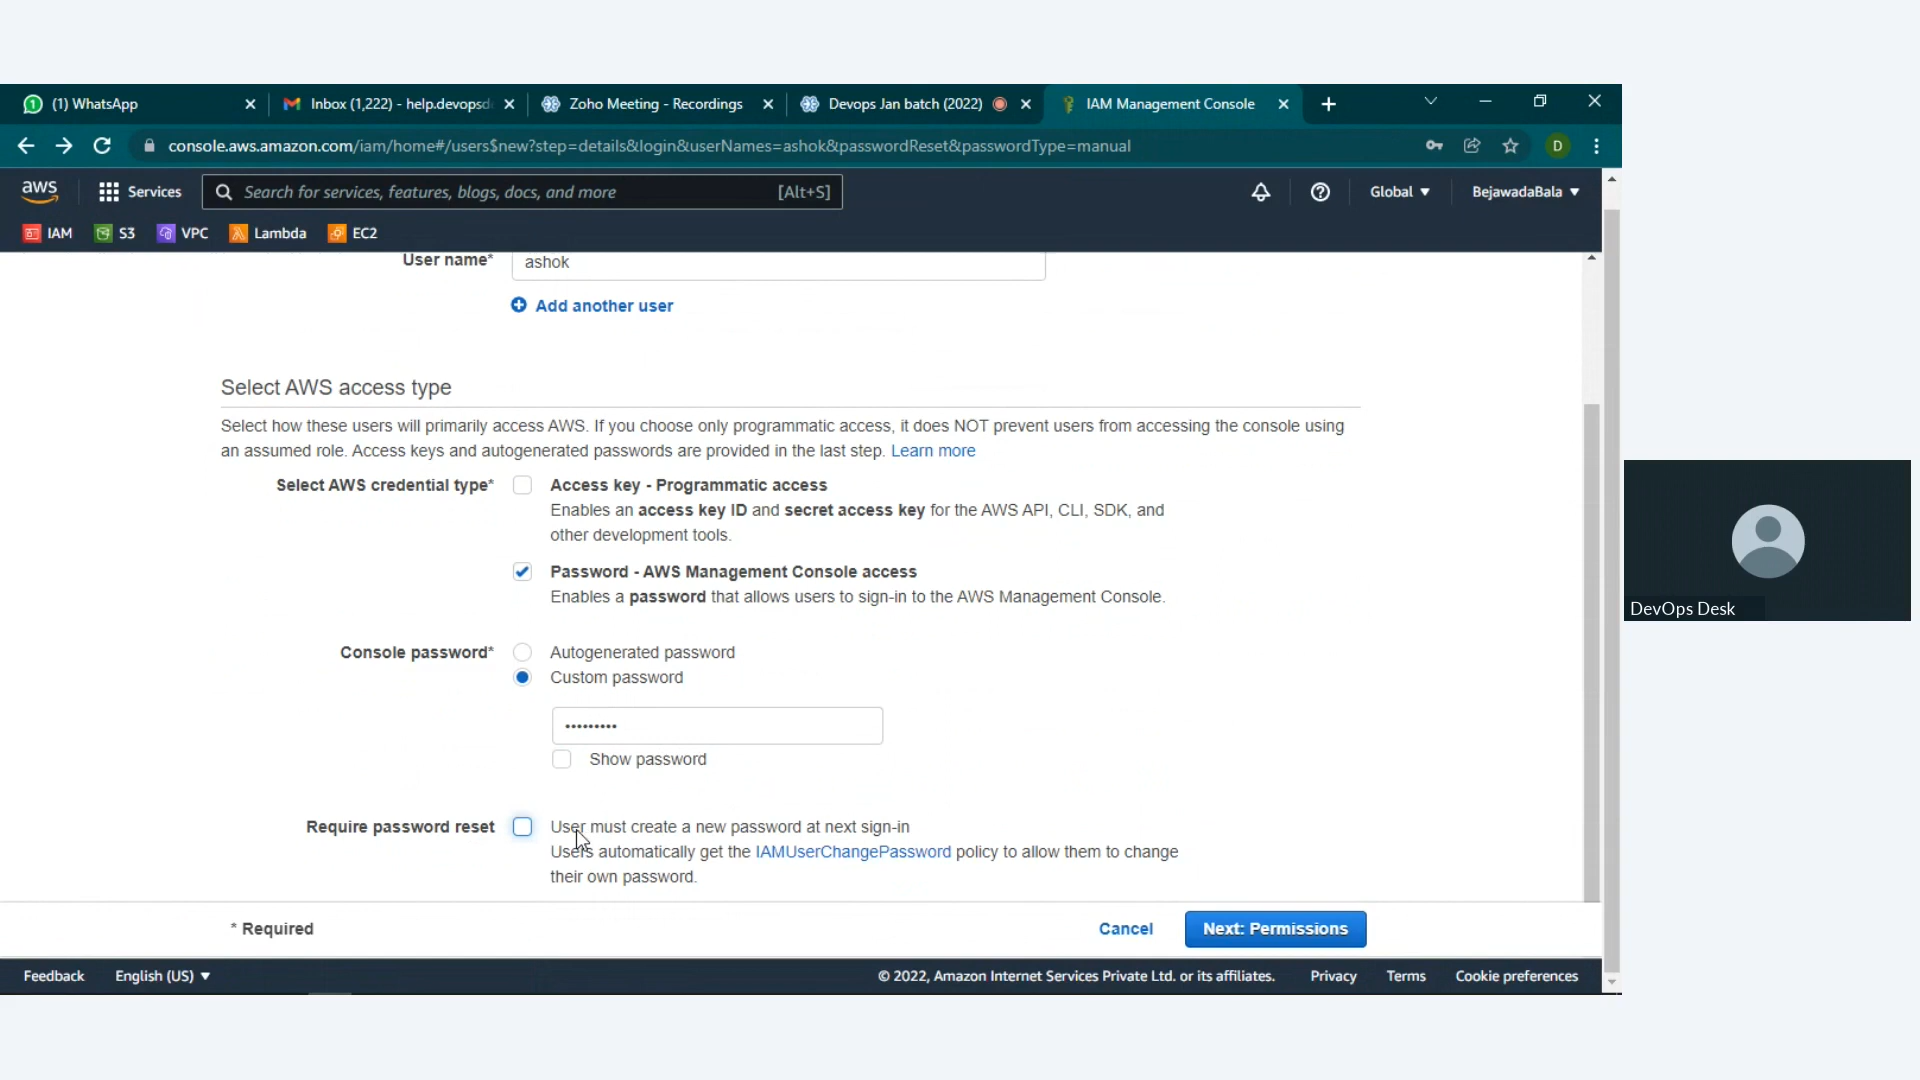 (1) WhatsApp
Inbox (1,222) - help.devopsd
Zoho Meeting - Recordings
Devops Jan batch (2022)
IAM Management Console
console.aws.amazon.com/iam/home#/users$new?step=details&login&userNames=ashok&passwordReset&passwordType=manual
D
aws
Services
Search for services, features, blogs, docs, and more
[Alt+S]
Global
BejawadaBala
IAM
S3
VPC
Lambda
EC2
User name*
ashok
Add another user
Select AWS access type
Select how these users will primarily access AWS. If you choose only programmatic access, it does NOT prevent users from accessing the console using
an assumed role. Access keys and autogenerated passwords are provided in the last step. Learn more
Select AWS credential type*
Access key - Programmatic access
Enables an access key ID and secret access key for the AWS API, CLI, SDK, and
other development tools.
Password - AWS Management Console access
Enables a password that allows users to sign-in to the AWS Management Console.
Console password*
Autogenerated password
Custom password
•••••••••
Show password
Require password reset
User must create a new password at next sign-in
Users automatically get the IAMUserChangePassword policy to allow them to change
their own password.
* Required
Cancel
Next: Permissions
Feedback
English (US)
© 2022, Amazon Internet Services Private Ltd. or its affiliates.
Privacy
Terms
Cookie preferences
DevOps Desk